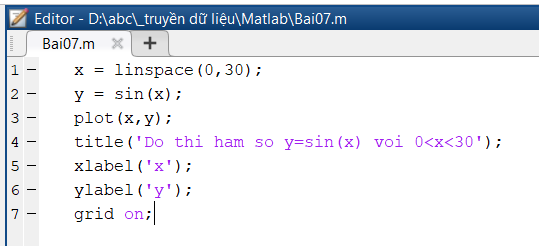 Editor - D:\abc\_truyền dữ liệu\Matlab\Bai07.m
Bai07.m
1 x = linspace(0,30);
2 y = sin(x);
3 plot(x,y);
4 title('Do thi ham so y=sin(x) voi 0<x<30');
5 xlabel('x');
6 ylabel('y');
7 grid on;